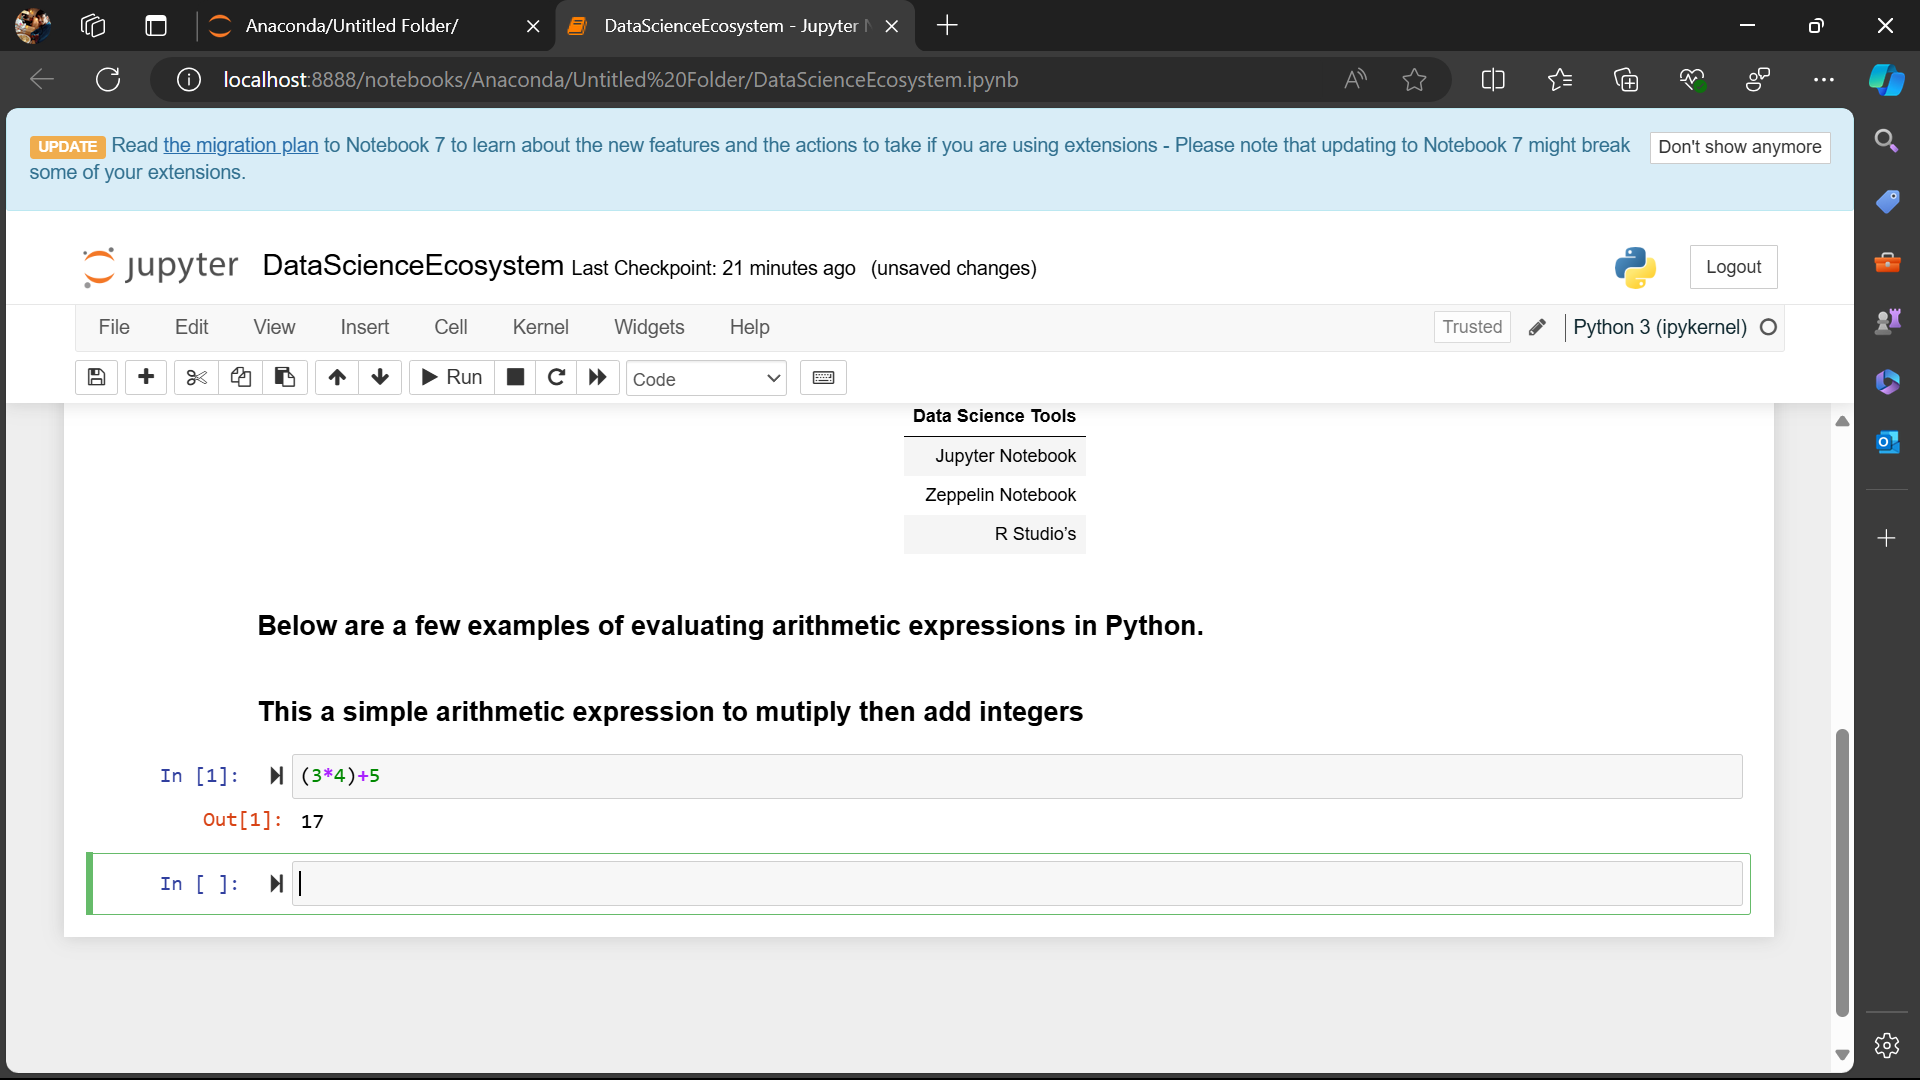 Anaconda/Untitled Folder/
DataScienceEcosystem - Jupyter N
localhost:8888/notebooks/Anaconda/Untitled%20Folder/DataScienceEcosystem.ipynb
UPDATE Read the migration plan to Notebook 7 to learn about the new features and the actions to take if you are using extensions - Please note that updating to Notebook 7 might break
some of your extensions.
Don't show anymore
jupyter DataScienceEcosystem Last Checkpoint: 21 minutes ago (unsaved changes)
Logout
File Edit View Insert Cell Kernel Widgets Help
Trusted Python 3 (ipykernel)
Run Code
Data Science Tools
Jupyter Notebook
Zeppelin Notebook
R Studio’s
Below are a few examples of evaluating arithmetic expressions in Python.
This a simple arithmetic expression to mutiply then add integers
In [1]: (3*4)+5
Out[1]: 17
In [ ]: